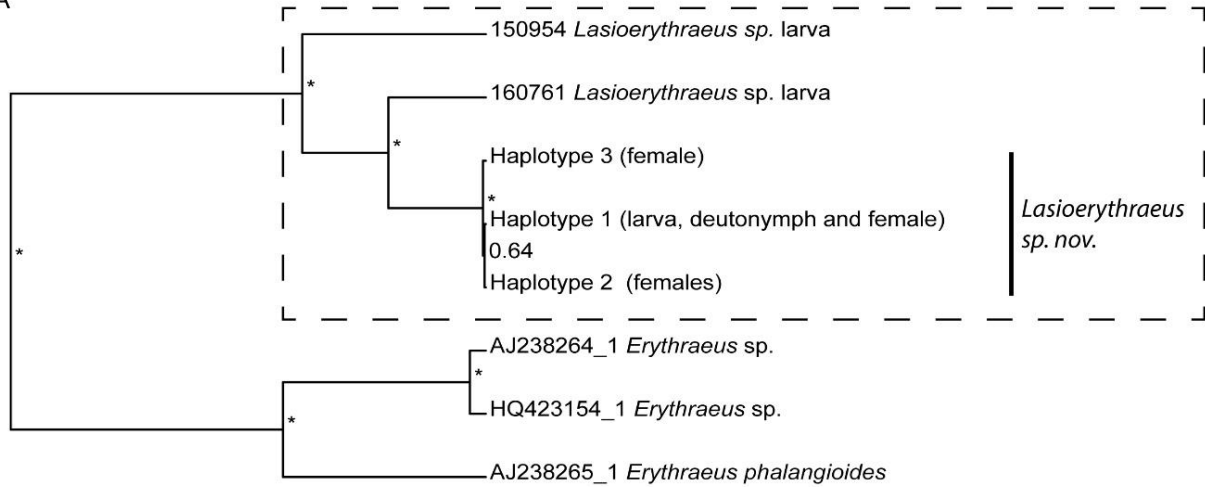 A
150954 Lasioerythraeus sp. larva
*
160761 Lasioerythraeus sp. larva
*
Haplotype 3 (female)
*
Haplotype 1 (larva, deutonymph and female)
Lasioerythraeus
sp. nov.
*
0.64
Haplotype 2 (females)
AJ238264_1 Erythraeus sp.
*
HQ423154_1 Erythraeus sp.
*
AJ238265_1 Erythraeus phalangioides